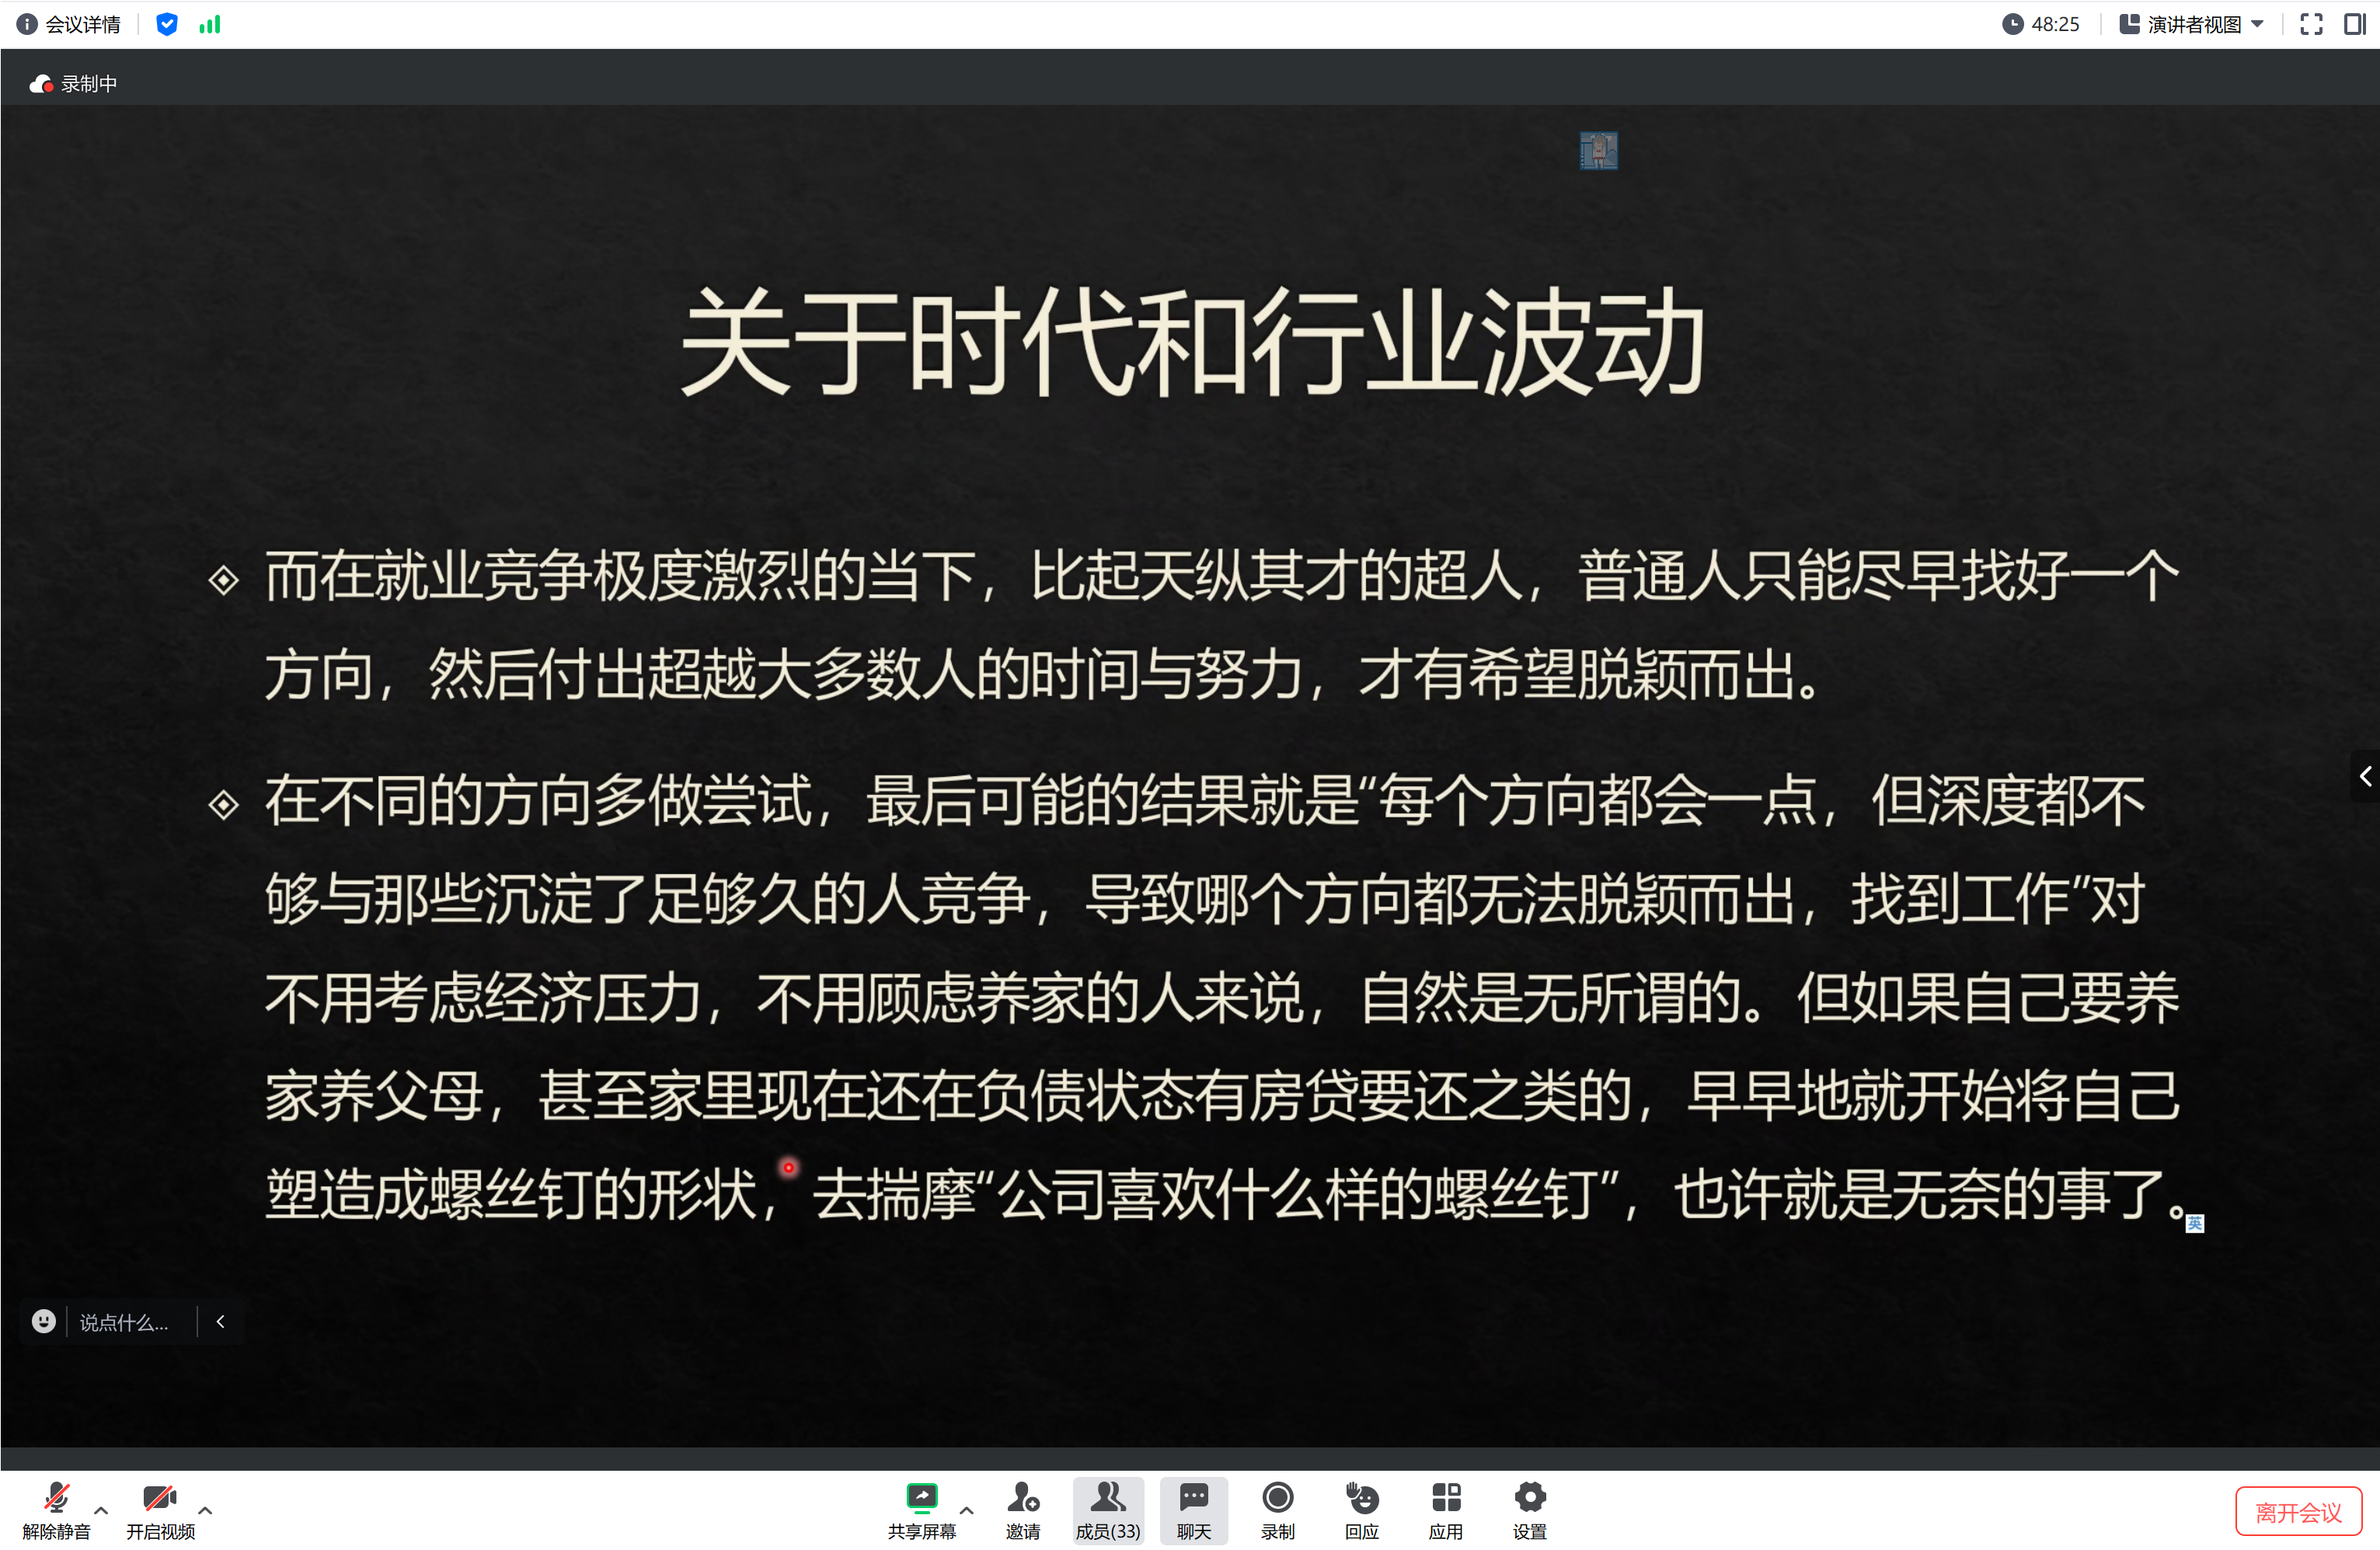 会议详情
48:25
演讲者视图
录制中
关于时代和行业波动
而在就业竞争极度激烈的当下，比起天纵其才的超人，普通人只能尽早找好一个
方向，然后付出超越大多数人的时间与努力，才有希望脱颖而出。
在不同的方向多做尝试，最后可能的结果就是“每个方向都会一点，但深度都不
够与那些沉淀了足够久的人竞争，导致哪个方向都无法脱颖而出，找到工作”对
不用考虑经济压力，不用顾虑养家的人来说，自然是无所谓的。但如果自己要养
家养父母，甚至家里现在还在负债状态有房贷要还之类的，早早地就开始将自己
塑造成螺丝钉的形状，去揣摩“公司喜欢什么样的螺丝钉”，也许就是无奈的事了。
英
说点什么...
解除静音
开启视频
共享屏幕
邀请
成员(33)
聊天
录制
回应
应用
设置
离开会议